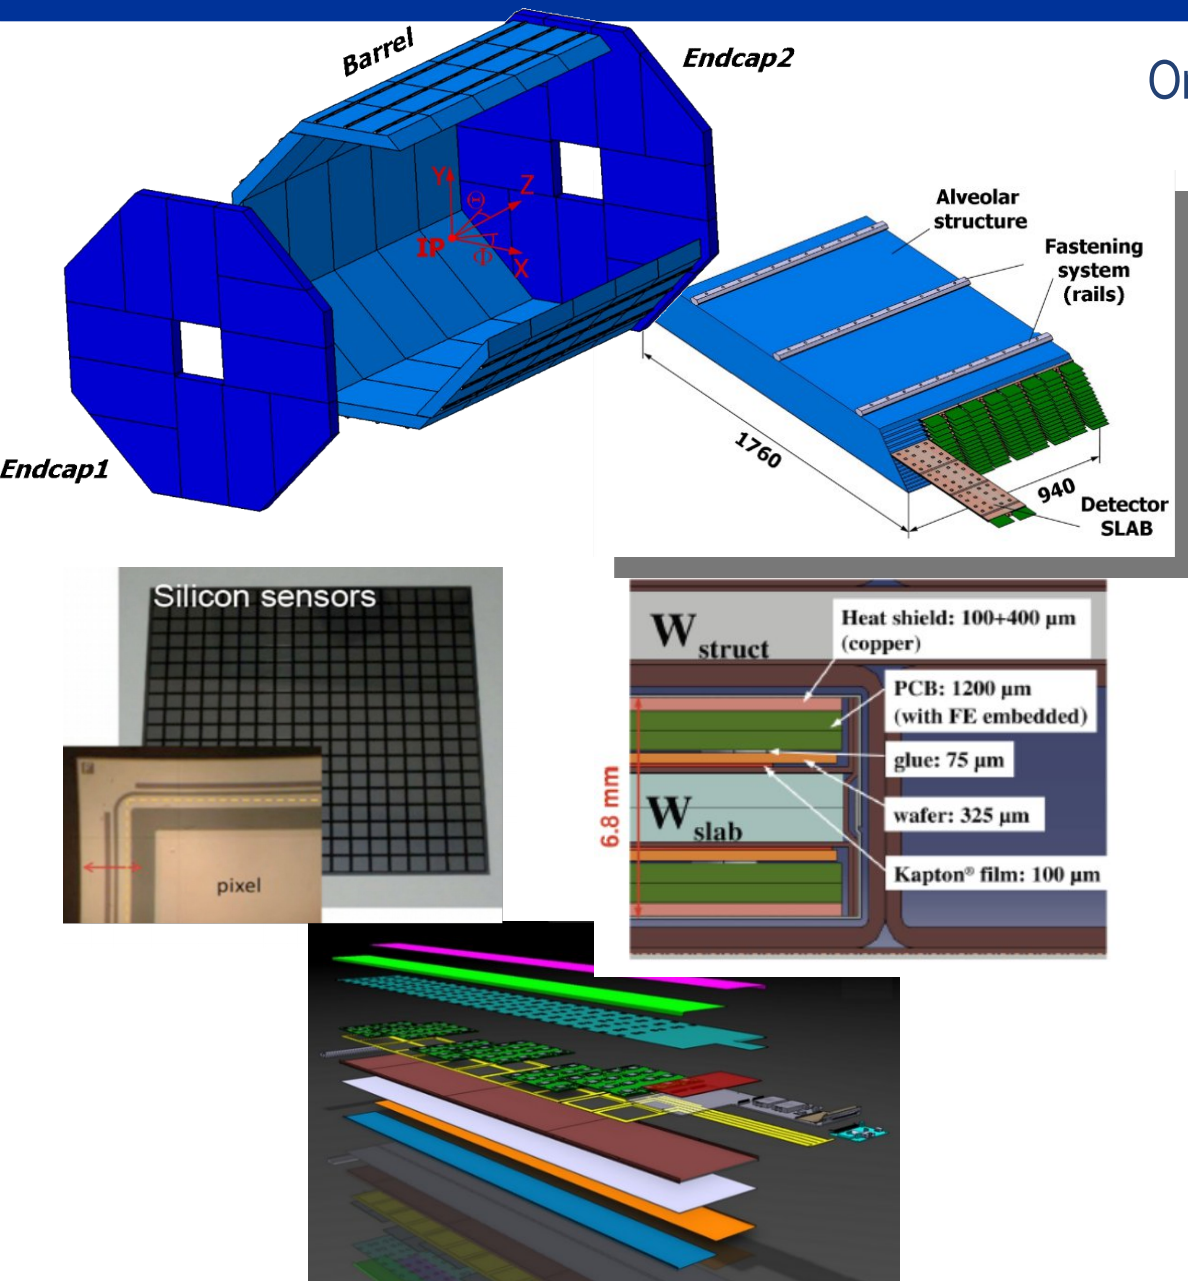 Barrel
Endcap2
Or
Y
Z
Θ
IP
Φ
X
Endcap1
Alveolar
structure
Fastening
system
(rails)
1760
940
Detector
SLAB
Silicon sensors
pixel
W struct
Heat shield: 100+400 µm
(copper)
PCB: 1200 µm
(with FE embedded)
glue: 75 µm
6.8 mm
W slab
wafer: 325 µm
Kapton® film: 100 µm